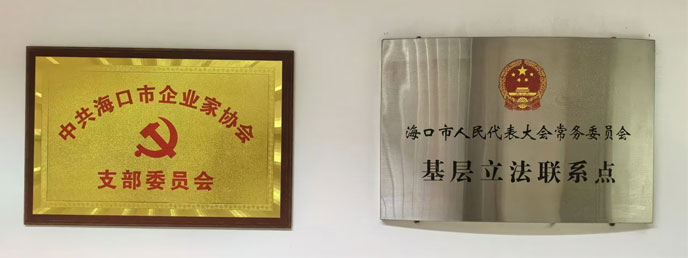 中共海口市企业家协会
支部委员会
海口市人民代表大会常务委员会
基层立法联系点